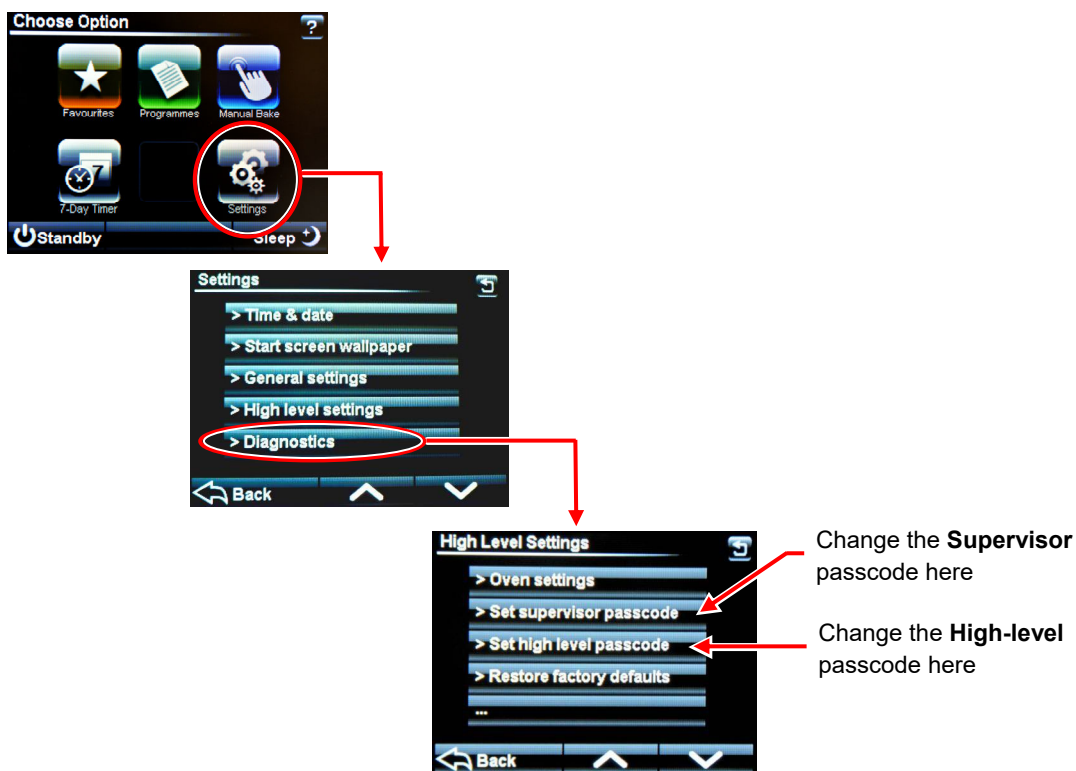 Choose Option
?
Favourites Programmes Manual Bake
7
7-Day Timer Settings
Standby Sleep
Settings
> Time & date
> Start screen wallpaper
> General settings
> High level settings
> Diagnostics
Back
High Level Settings
> Oven settings
> Set supervisor passcode
> Set high level passcode
> Restore factory defaults
...
Back
Change the Supervisor
passcode here
Change the High-level
passcode here